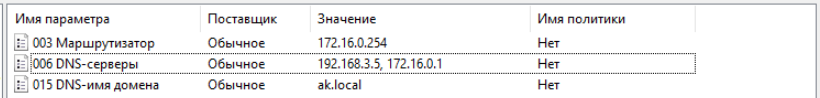 Имя параметра Поставщик Значение Имя политики
003 Маршрутизатор Обычное 172.16.0.254 Нет
006 DNS-серверы Обычное 192.168.3.5, 172.16.0.1 Нет
015 DNS-имя домена Обычное ak.local Нет